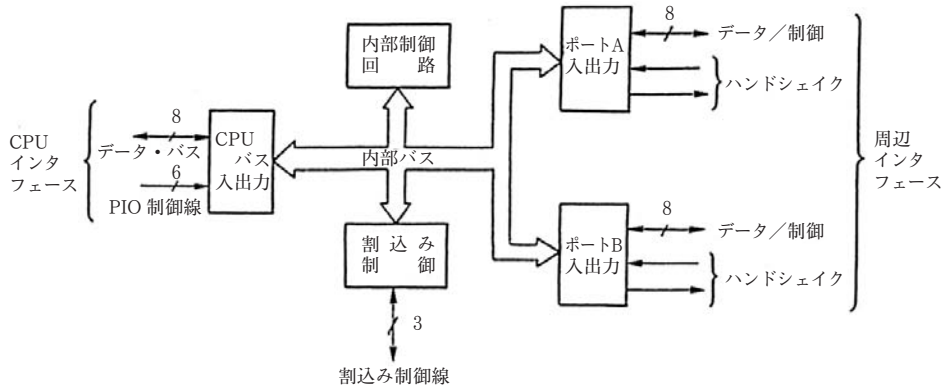 CPU
インタ
フェース
8
データ・バス
6
PIO 制御線
CPU
バス
入出力
内部制御
回 路
内部バス
割 込 み
制 御
3
割込み制御線
ポートA
入出力
8
データ／制御
ハンドシェイク
ポートB
入出力
8
データ／制御
ハンドシェイク
周辺
インタ
フェース